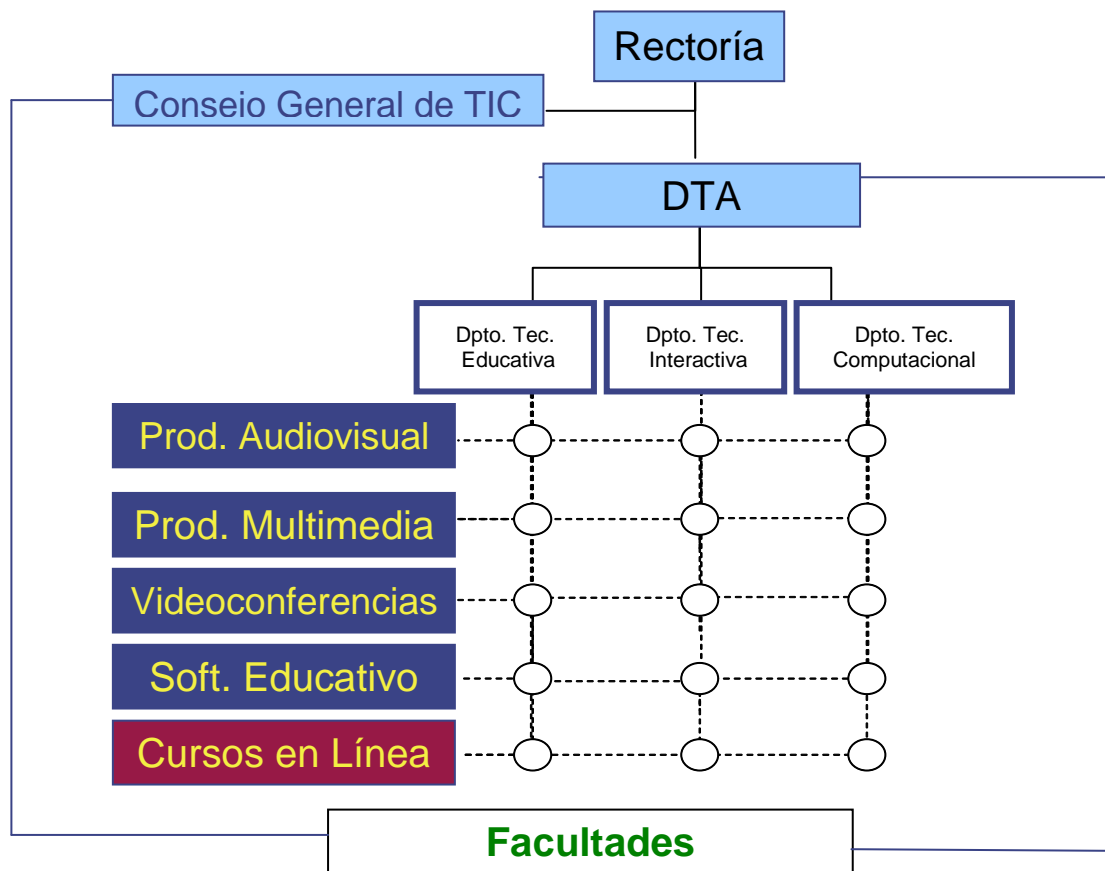 Rectoría
Consejo General de TIC
DTA
Dpto. Tec.
Educativa
Dpto. Tec.
Interactiva
Dpto. Tec.
Computacional
Prod. Audiovisual
Prod. Multimedia
Videoconferencias
Soft. Educativo
Cursos en Línea
Facultades